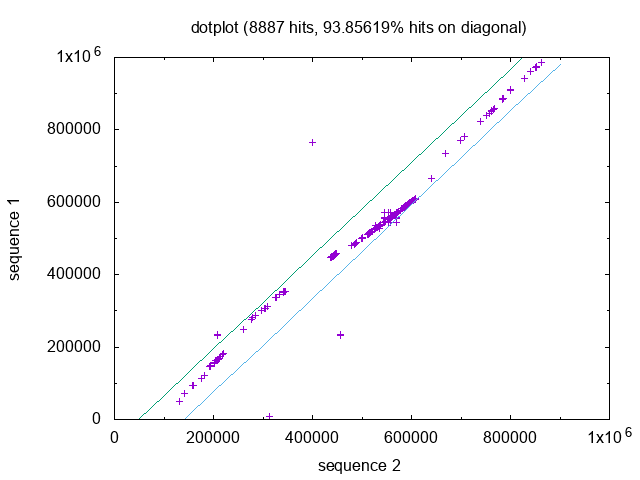 dotplot (8887 hits, 93.85619% hits on diagonal)
1x10^6
800000
600000
400000
200000
0
sequence 1
0 200000 400000 600000 800000 1x10^6
sequence 2